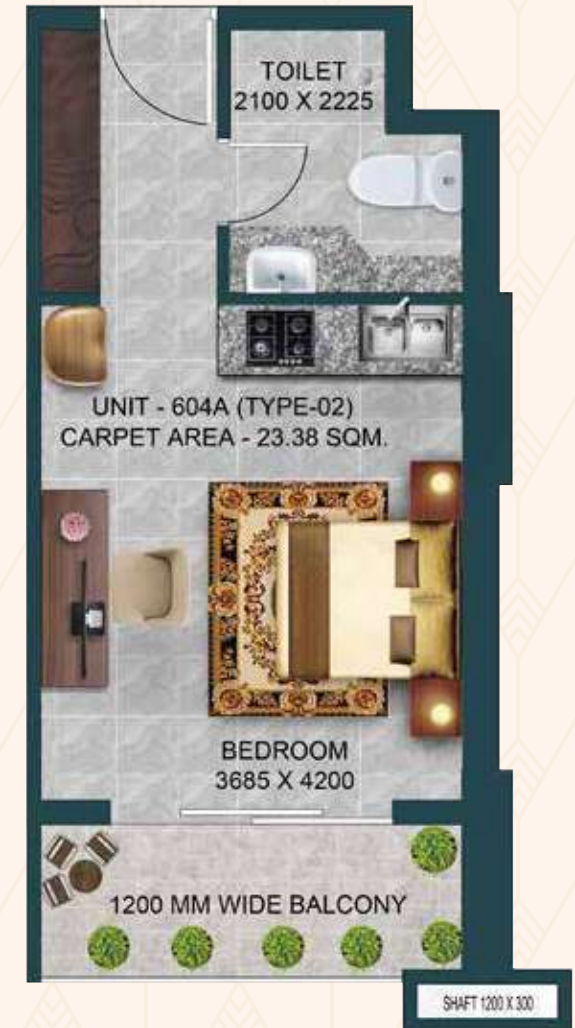 TOILET
2100 X 2225
UNIT - 604A (TYPE-02)
CARPET AREA - 23.38 SQM.
BEDROOM
3685 X 4200
1200 MM WIDE BALCONY
SHAFT 1200 X 300